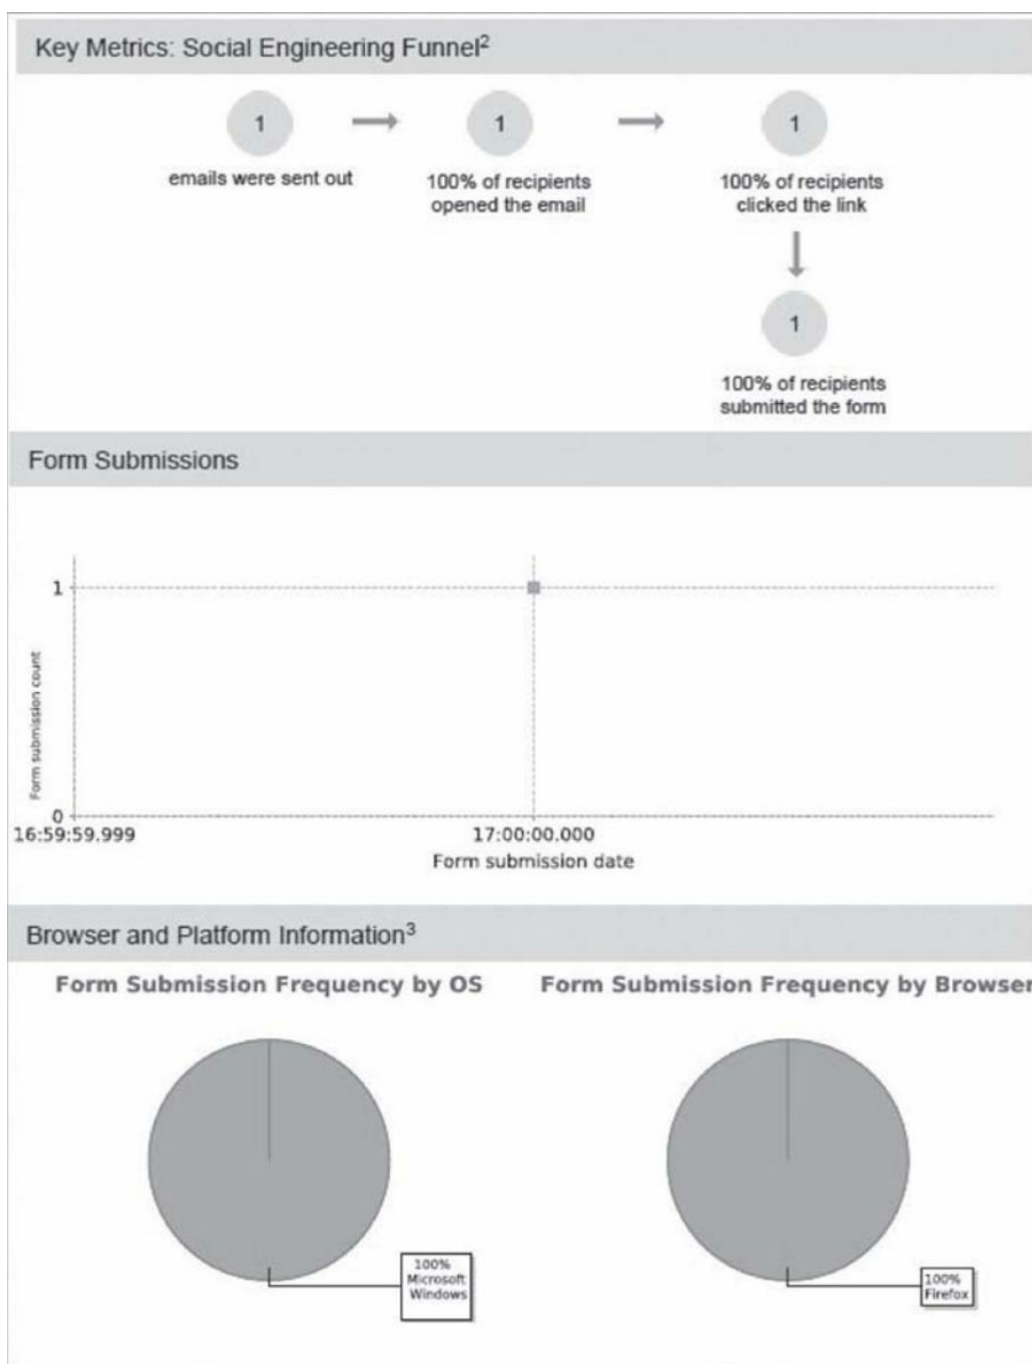 Key Metrics: Social Engineering Funnel²
1
1
1
emails were sent out
100% of recipients
opened the email
100% of recipients
clicked the link
1
100% of recipients
submitted the form
Form Submissions
1
Form submission count
0
16:59:59.999
17:00:00.000
Form submission date
Browser and Platform Information³
Form Submission Frequency by OS
100%
Microsoft
Windows
Form Submission Frequency by Browser
100%
Firefox